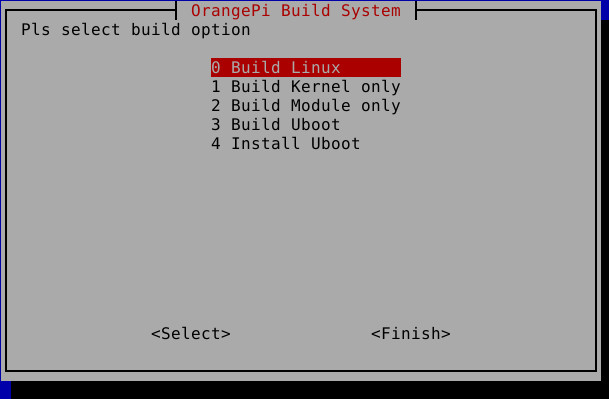 OrangePi Build System
Pls select build option
0 Build Linux
1 Build Kernel only
2 Build Module only
3 Build Uboot
4 Install Uboot
<Select> <Finish>